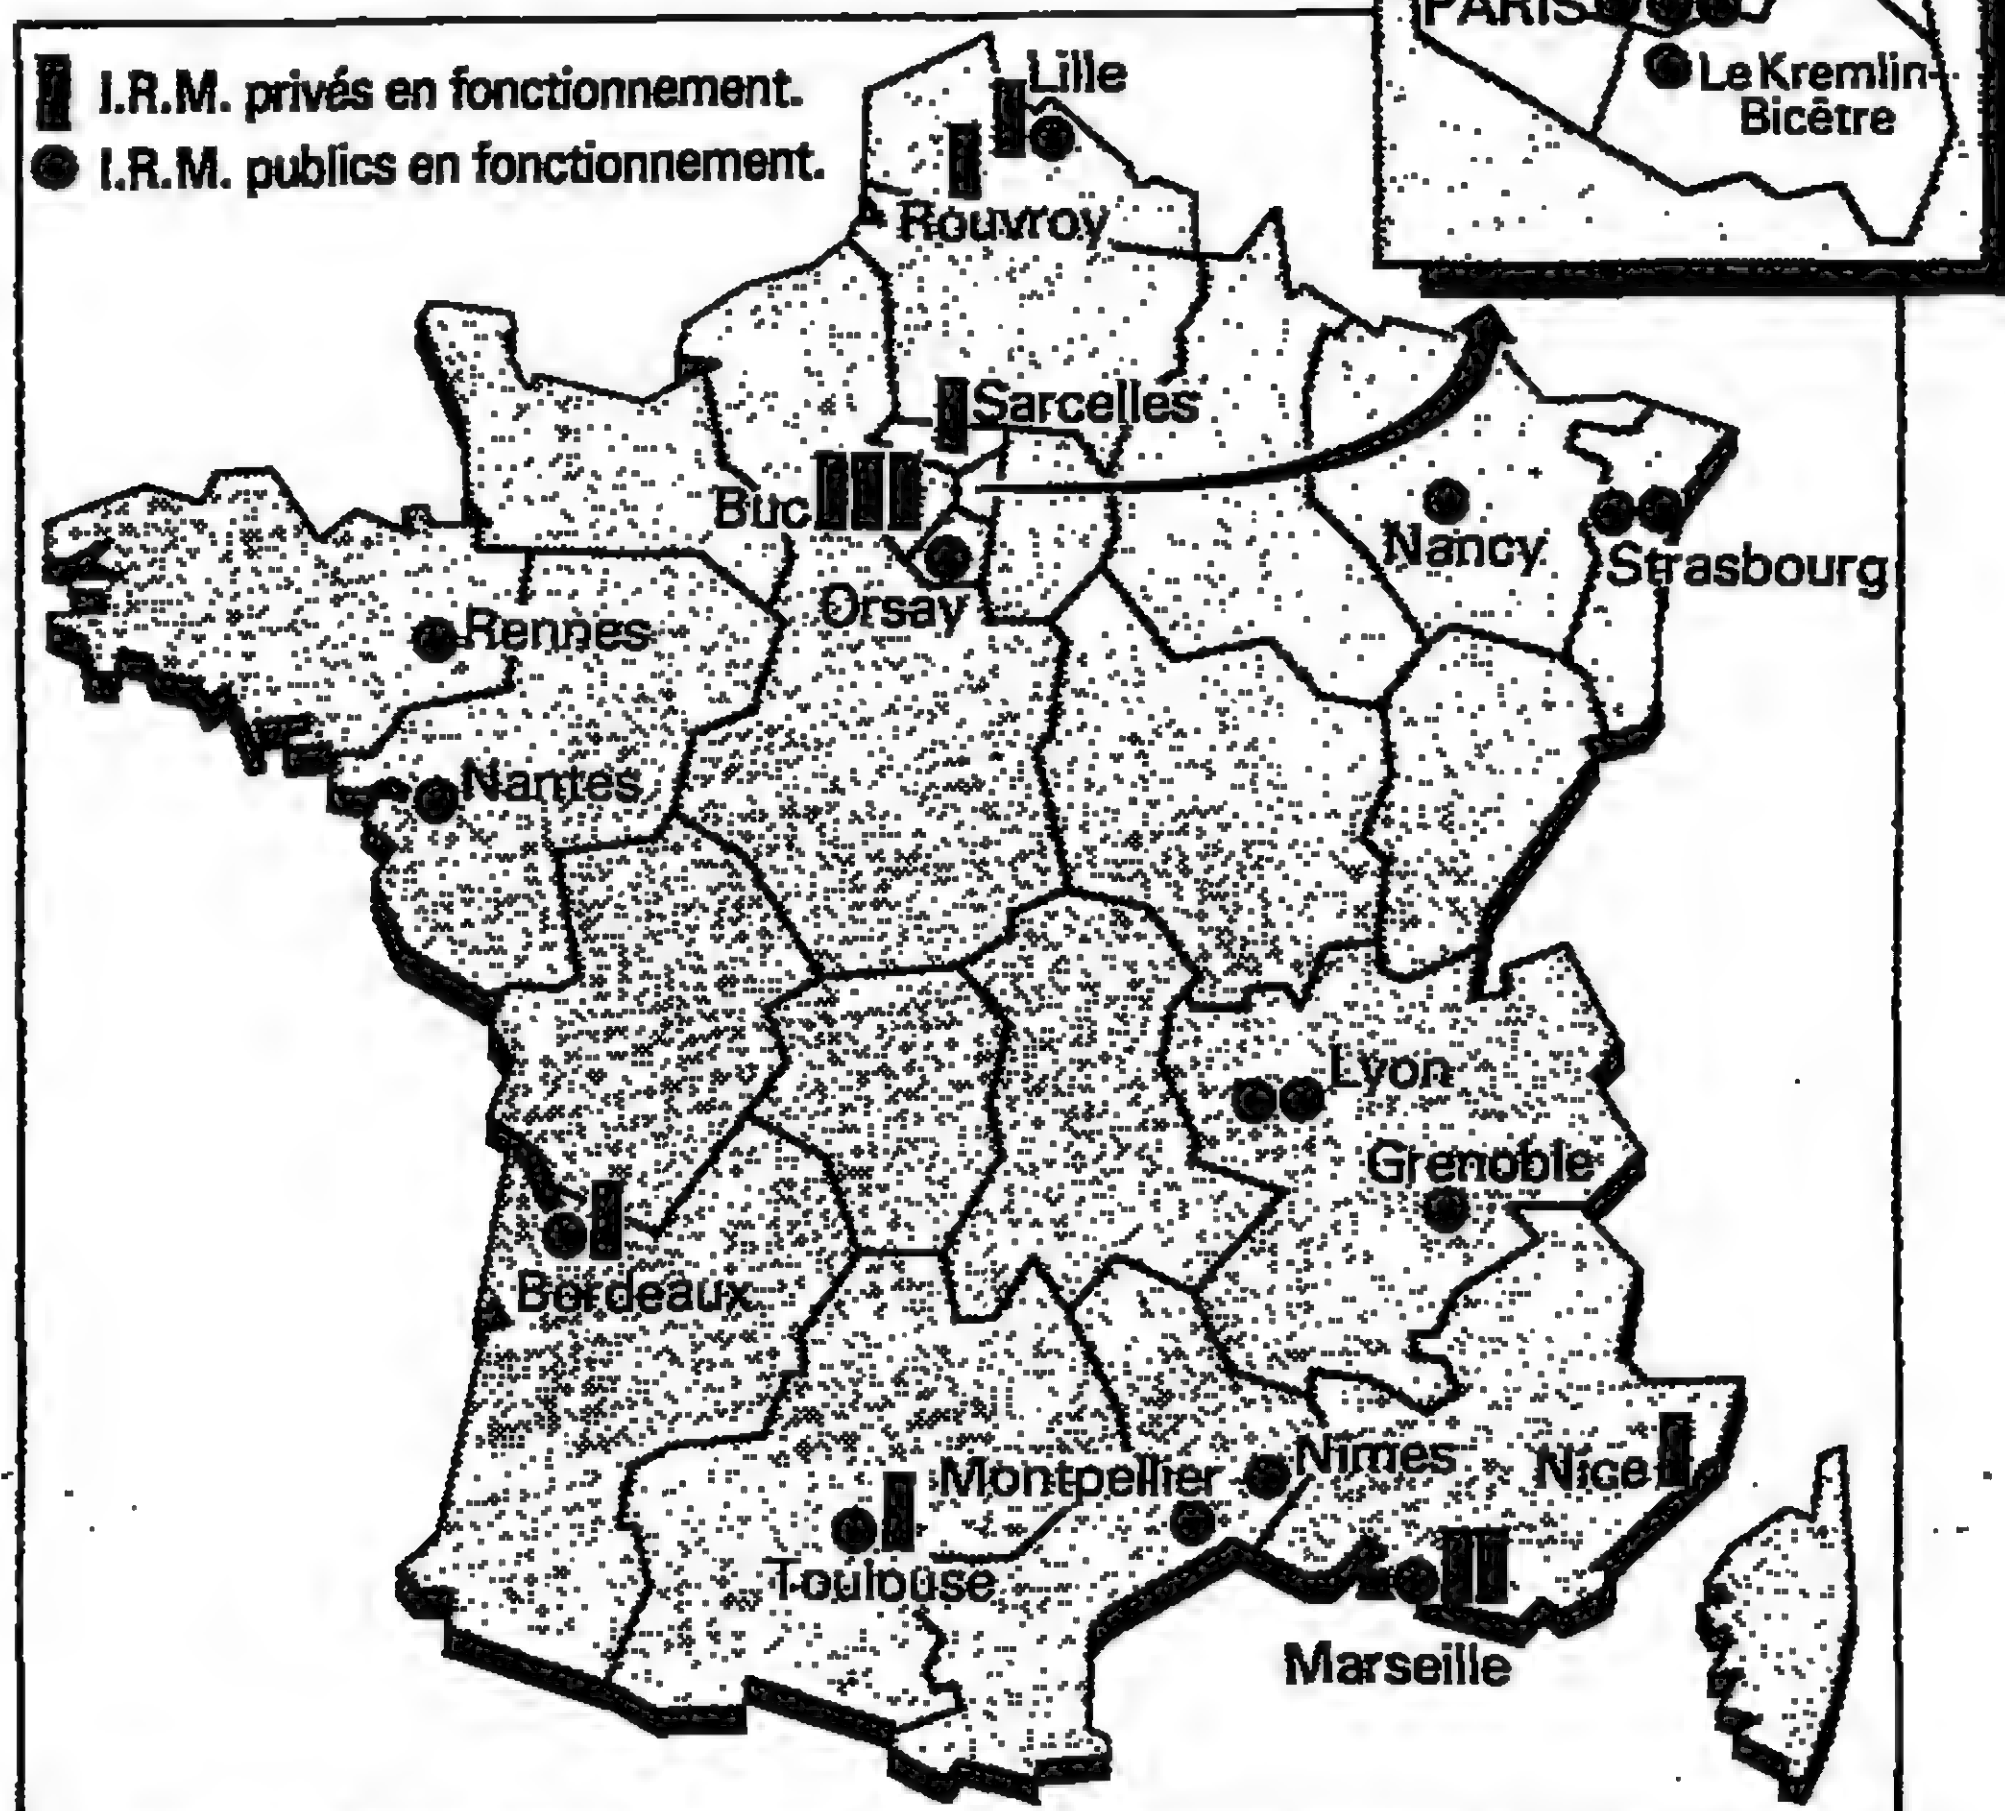 I.R.M. privés en fonctionnement.
I.R.M. publics en fonctionnement.
PARIS
Le Kremlin-
Bicêtre
Lille
Rouvroy
Sarcelles
Buc
Orsay
Nancy
Strasbourg
Rennes
Nantes
Lyon
Grenoble
Bordeaux
Nîmes
Nice
Montpellier
Toulouse
Marseille